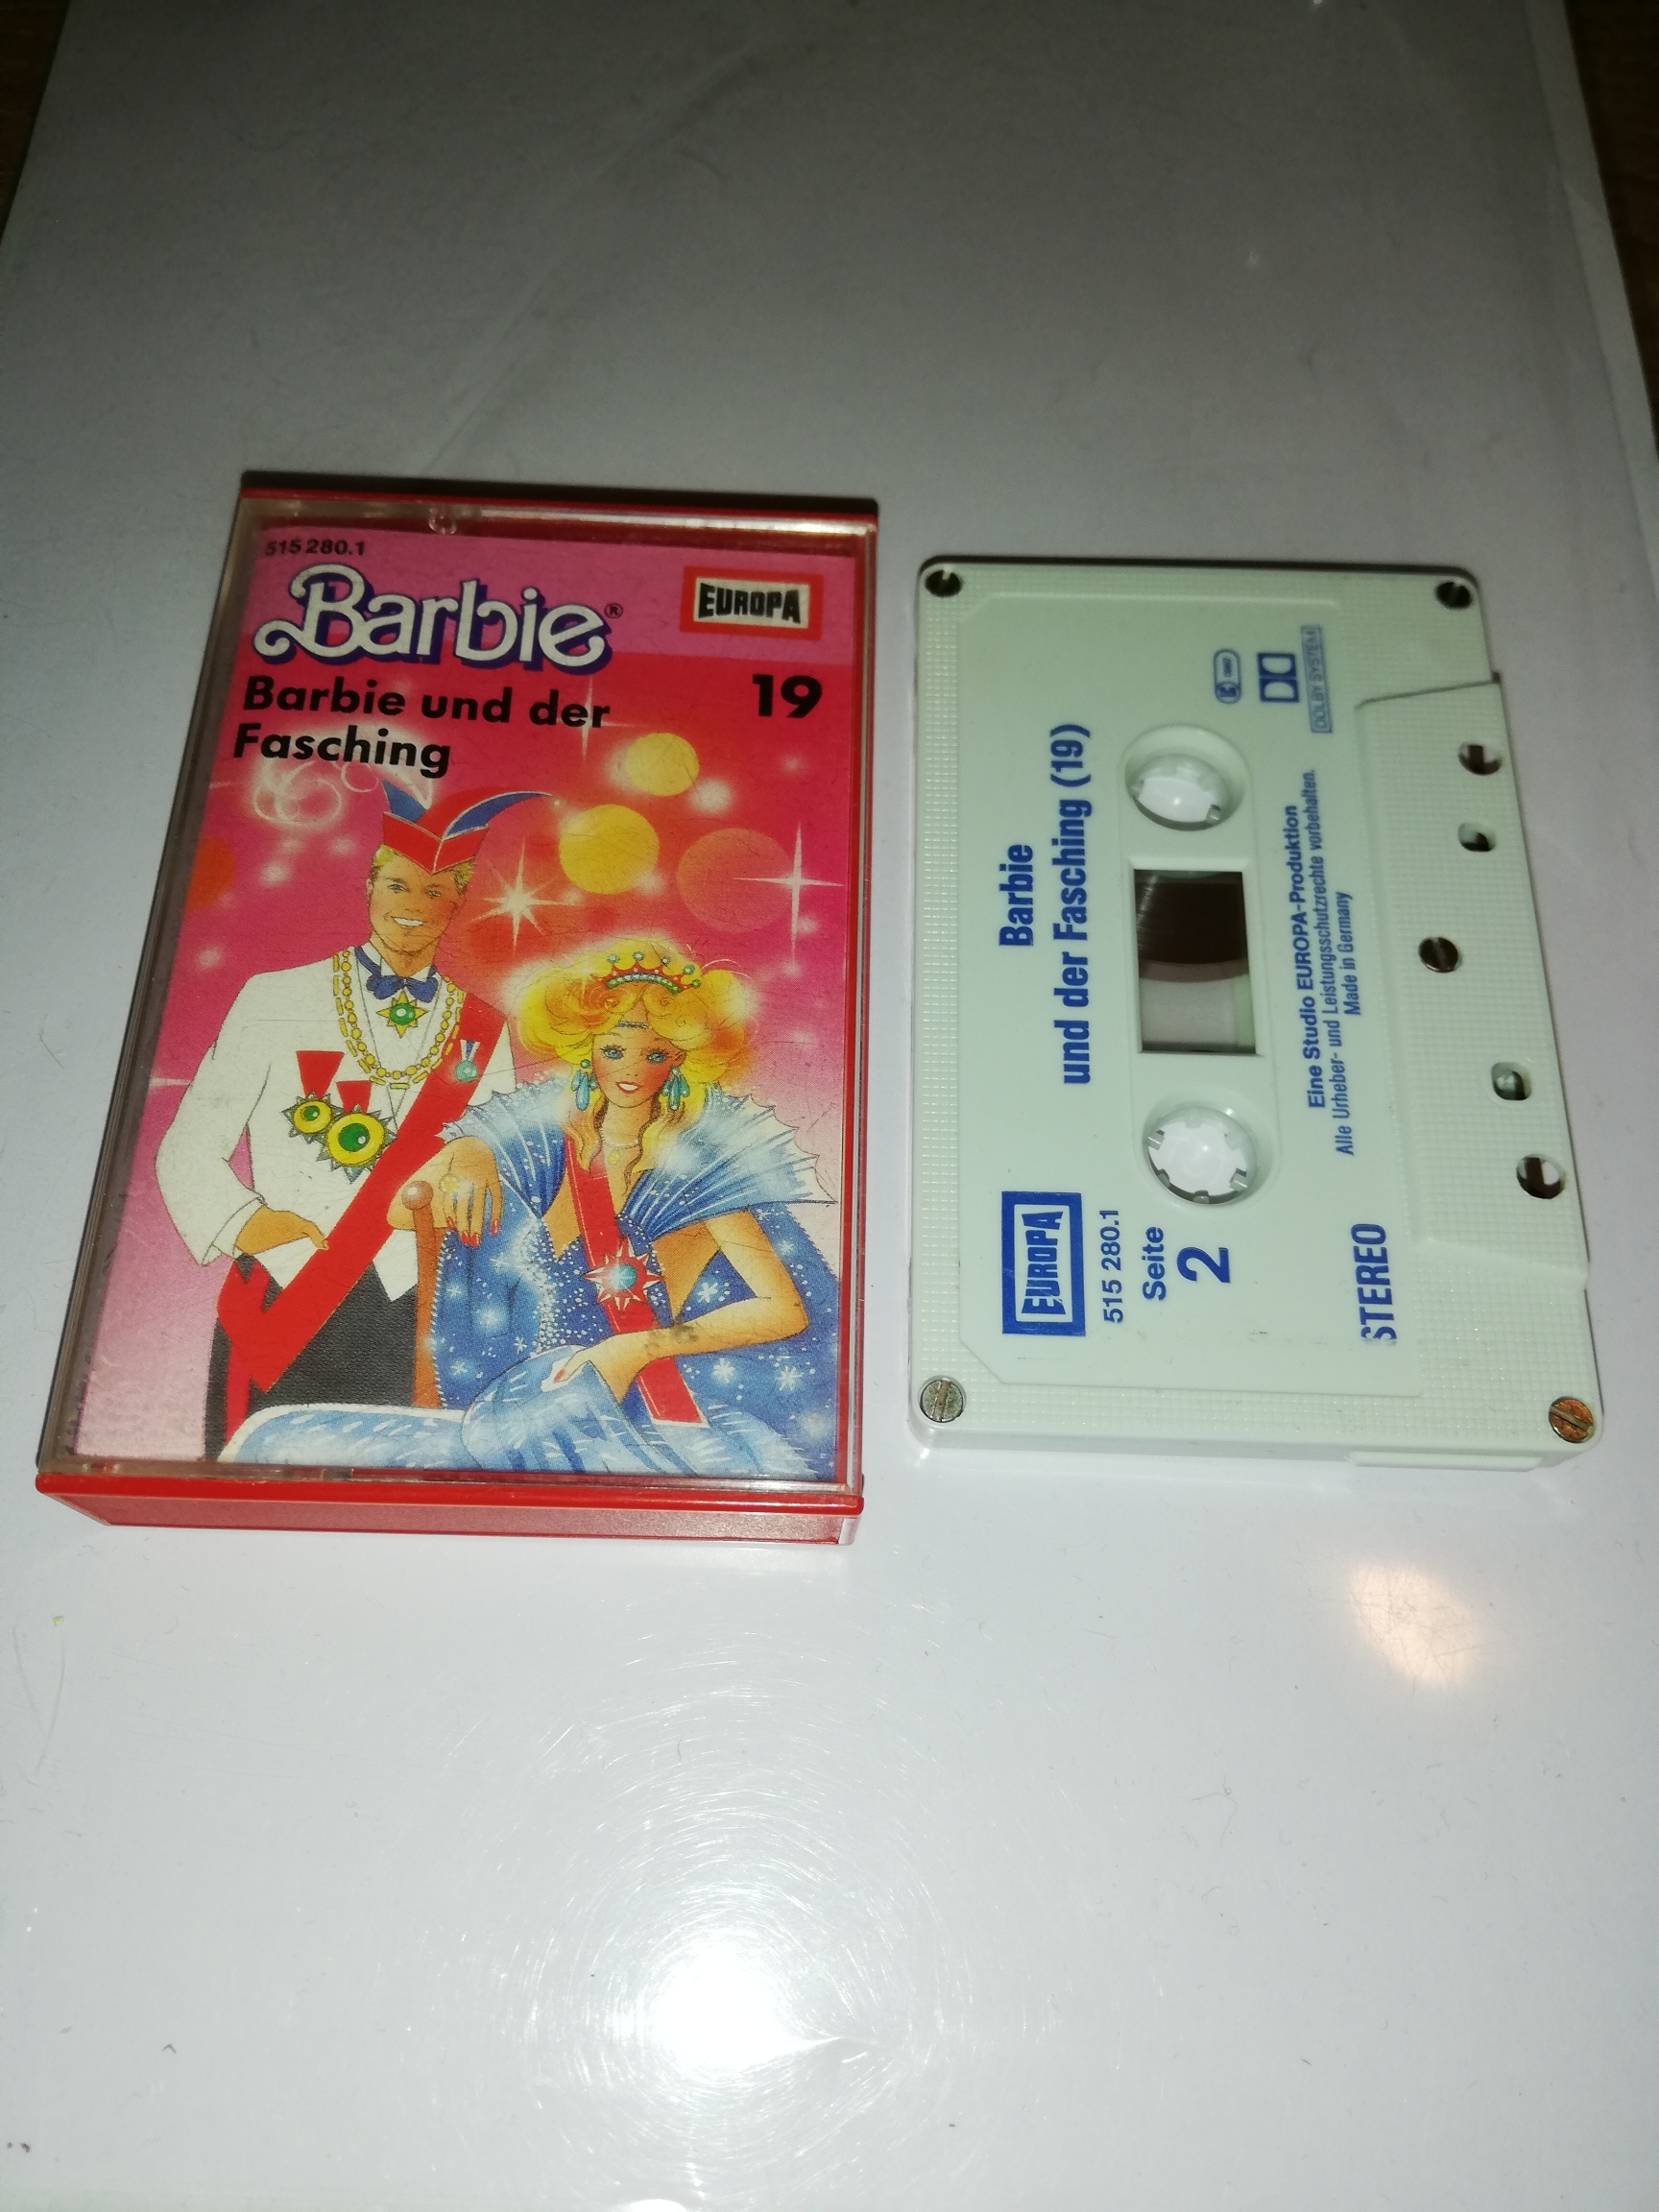 515 280.1
Barbie®
EUROPA
Barbie und der
Fasching
19
Barbie
und der Fasching (19)
EUROPA
515 280.1
Seite
2
DOLBY SYSTEM
Eine Studio EUROPA-Produktion
Alle Urheber- und Leistungsschutzrechte vorbehalten.
Made in Germany
STEREO